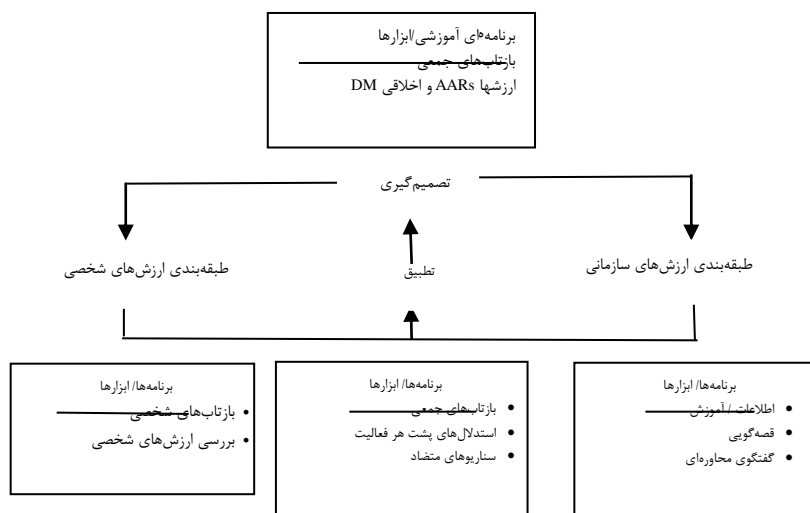 برنامه‌ای آموزشی/ابزارها
بازتاب‌های جمعی
ارزشها AARs و اخلاقی DM
تصمیم‌گیری
طبقه‌بندی ارزش‌های سازمانی
تطبیق
طبقه‌بندی ارزش‌های شخصی
برنامه‌ها/ ابزارها
• اطلاعات / آموزش
• قصه‌گویی
• گفتگوی محاوره‌ای
برنامه‌ها/ ابزارها
• بازتاب‌های جمعی
• استدلال‌های پشت هر فعالیت
• سناریوهای متضاد
برنامه‌ها/ ابزارها
• بازتاب‌های شخصی
• بررسی ارزش‌های شخصی